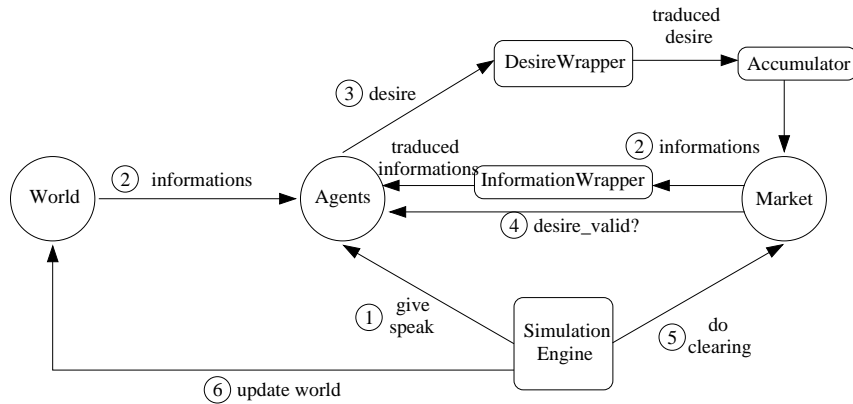 traduced
desire
DesireWrapper
Accumulator
3 desire
traduced
informations
2 informations
2 informations
World
Agents
InformationWrapper
Market
4 desire_valid?
1 give
speak
Simulation
Engine
5 do
clearing
6 update world